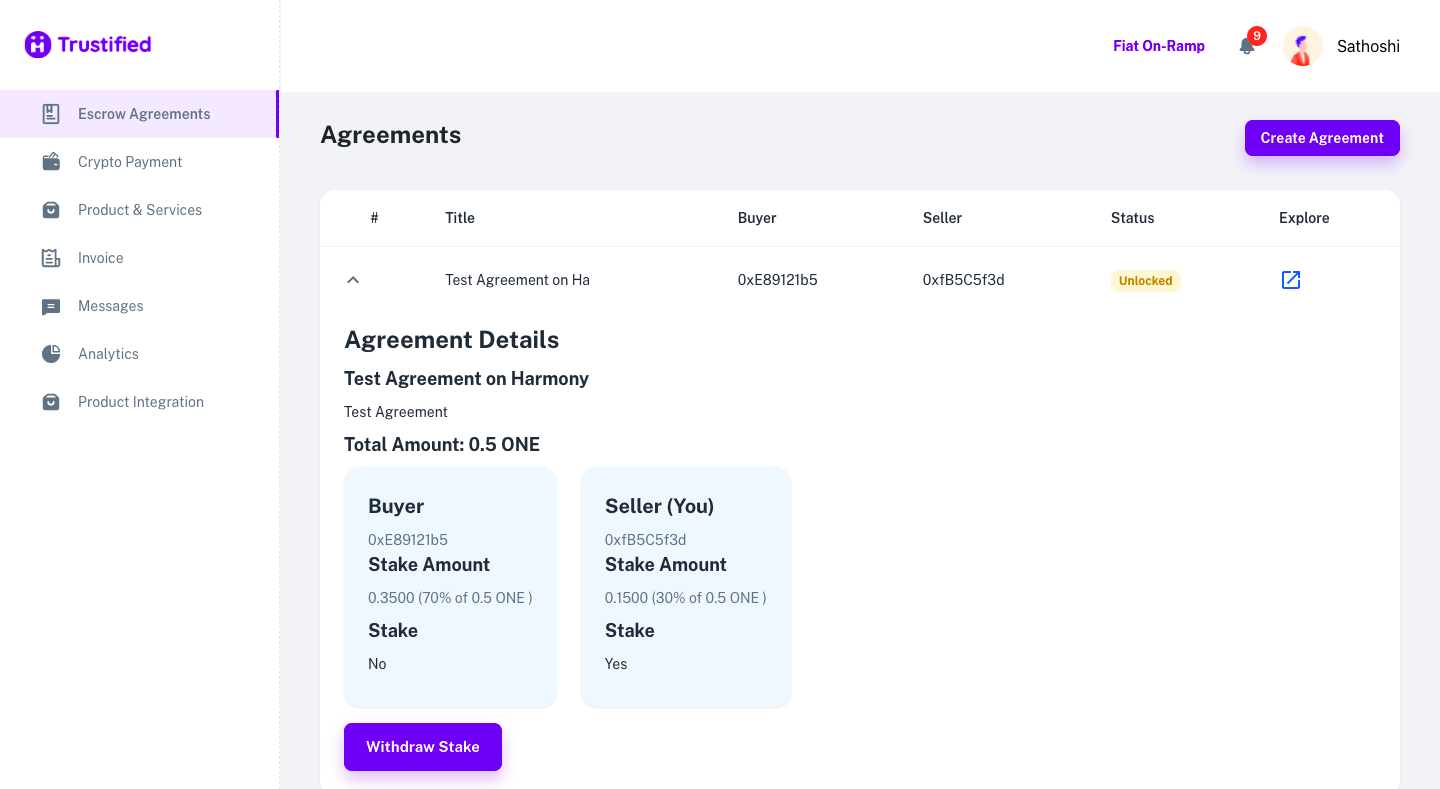 Trustified
Fiat On-Ramp
9
Sathoshi
Escrow Agreements
Crypto Payment
Product & Services
Invoice
Messages
Analytics
Product Integration
Agreements
Create Agreement
# Title Buyer Seller Status Explore
Test Agreement on Ha 0xE89121b5 0xfB5C5f3d Unlocked
Agreement Details
Test Agreement on Harmony
Test Agreement
Total Amount: 0.5 ONE
Buyer
0xE89121b5
Stake Amount
0.3500 (70% of 0.5 ONE )
Stake
No
Seller (You)
0xfB5C5f3d
Stake Amount
0.1500 (30% of 0.5 ONE )
Stake
Yes
Withdraw Stake